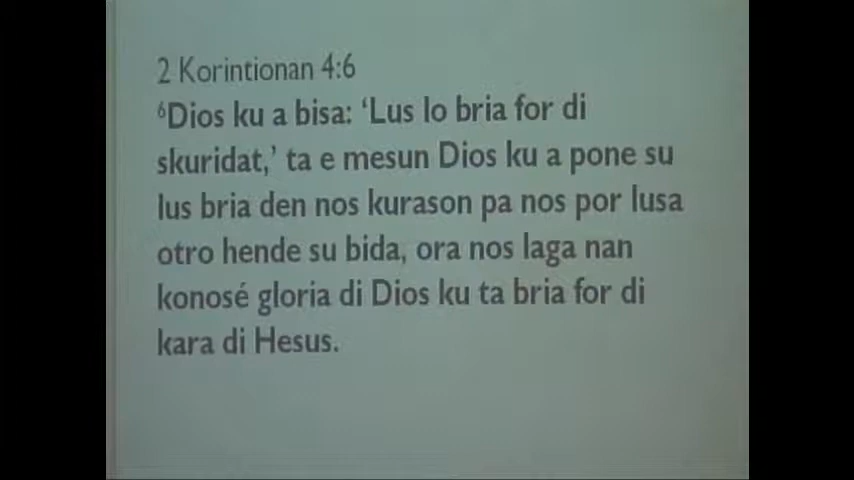 2 Korintionan 4:6
⁶Dios ku a bisa: ‘Lus lo bria for di
skuridat,’ ta e mesun Dios ku a pone su
lus bria den nos kurason pa nos por lusa
otro hende su bida, ora nos laga nan
konosé gloria di Dios ku ta bria for di
kara di Hesus.